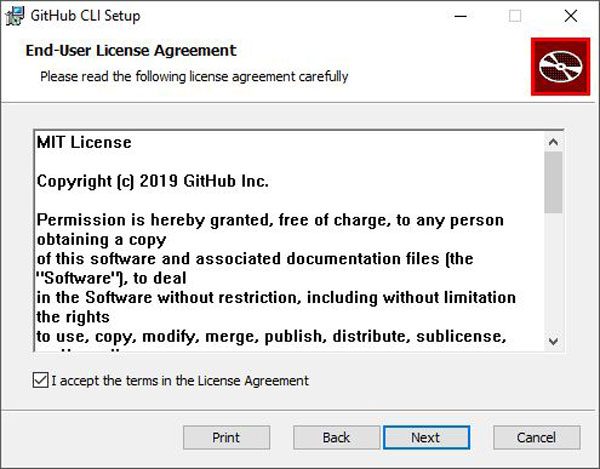 GitHub CLI Setup
End-User License Agreement
Please read the following license agreement carefully
MIT License
Copyright (c) 2019 GitHub Inc.
Permission is hereby granted, free of charge, to any person
obtaining a copy
of this software and associated documentation files (the
"Software"), to deal
in the Software without restriction, including without limitation
the rights
to use, copy, modify, merge, publish, distribute, sublicense,
I accept the terms in the License Agreement
Print
Back
Next
Cancel